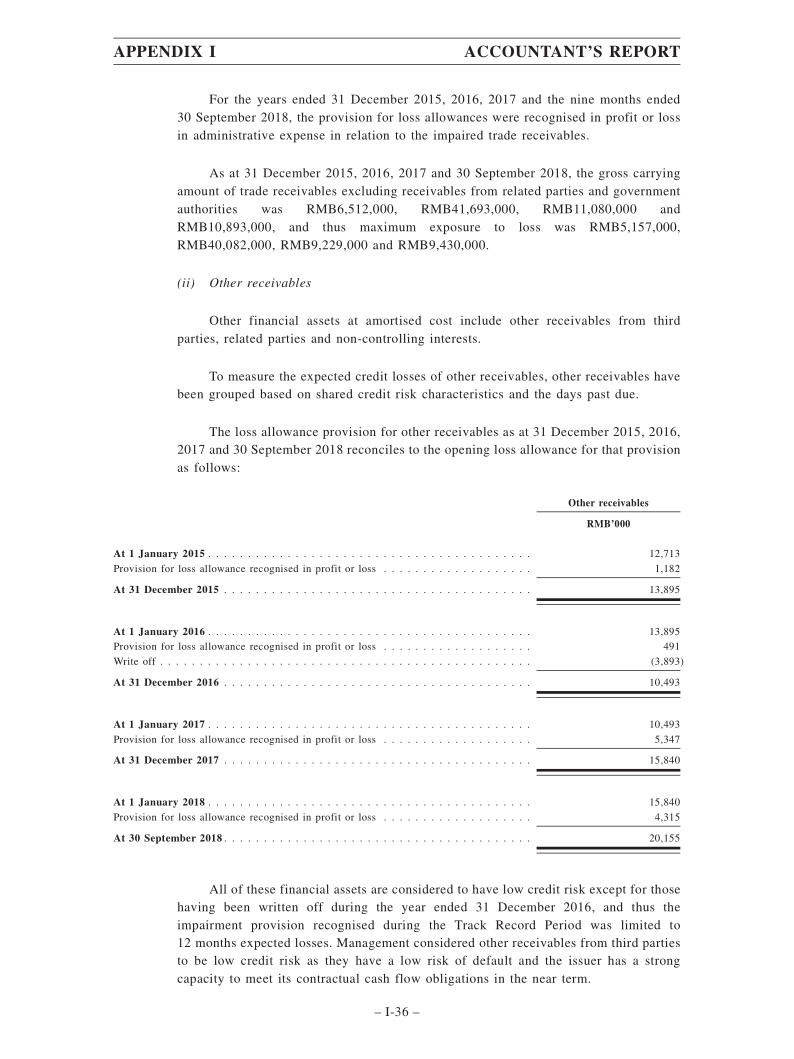 APPENDIX I ACCOUNTANT'S REPORT
For the years ended 31 December 2015, 2016, 2017 and the nine months ended
30 September 2018, the provision for loss allowances were recognised in profit or loss
in administrative expense in relation to the impaired trade receivables.
As at 31 December 2015, 2016, 2017 and 30 September 2018, the gross carrying
amount of trade receivables excluding receivables from related parties and government
authorities was RMB6,512,000, RMB41,693,000, RMB11,080,000 and
RMB10,893,000, and thus maximum exposure to loss was RMB5,157,000,
RMB40,082,000, RMB9,229,000 and RMB9,430,000.
(ii) Other receivables
Other financial assets at amortised cost include other receivables from third
parties, related parties and non-controlling interests.
To measure the expected credit losses of other receivables, other receivables have
been grouped based on shared credit risk characteristics and the days past due.
The loss allowance provision for other receivables as at 31 December 2015, 2016,
2017 and 30 September 2018 reconciles to the opening loss allowance for that provision
as follows:
Other receivables
RMB'000
At 1 January 2015 . . . . . . . . . . . . . . . . . . . . . . . . . . . . . . . . . . . . . . . . . 12,713
Provision for loss allowance recognised in profit or loss . . . . . . . . . . . . . . . . . . . 1,182
At 31 December 2015 . . . . . . . . . . . . . . . . . . . . . . . . . . . . . . . . . . . . . . . 13,895
At 1 January 2016 . . . . . . . . . . . . . . . . . . . . . . . . . . . . . . . . . . . . . . . . . 13,895
Provision for loss allowance recognised in profit or loss . . . . . . . . . . . . . . . . . . . 491
Write off . . . . . . . . . . . . . . . . . . . . . . . . . . . . . . . . . . . . . . . . . . . . . . . (3,893)
At 31 December 2016 . . . . . . . . . . . . . . . . . . . . . . . . . . . . . . . . . . . . . . . 10,493
At 1 January 2017 . . . . . . . . . . . . . . . . . . . . . . . . . . . . . . . . . . . . . . . . . 10,493
Provision for loss allowance recognised in profit or loss . . . . . . . . . . . . . . . . . . . 5,347
At 31 December 2017 . . . . . . . . . . . . . . . . . . . . . . . . . . . . . . . . . . . . . . . 15,840
At 1 January 2018 . . . . . . . . . . . . . . . . . . . . . . . . . . . . . . . . . . . . . . . . . 15,840
Provision for loss allowance recognised in profit or loss . . . . . . . . . . . . . . . . . . . 4,315
At 30 September 2018 . . . . . . . . . . . . . . . . . . . . . . . . . . . . . . . . . . . . . . . 20,155
All of these financial assets are considered to have low credit risk except for those
having been written off during the year ended 31 December 2016, and thus the
impairment provision recognised during the Track Record Period was limited to
12 months expected losses. Management considered other receivables from third parties
to be low credit risk as they have a low risk of default and the issuer has a strong
capacity to meet its contractual cash flow obligations in the near term.
– I-36 –